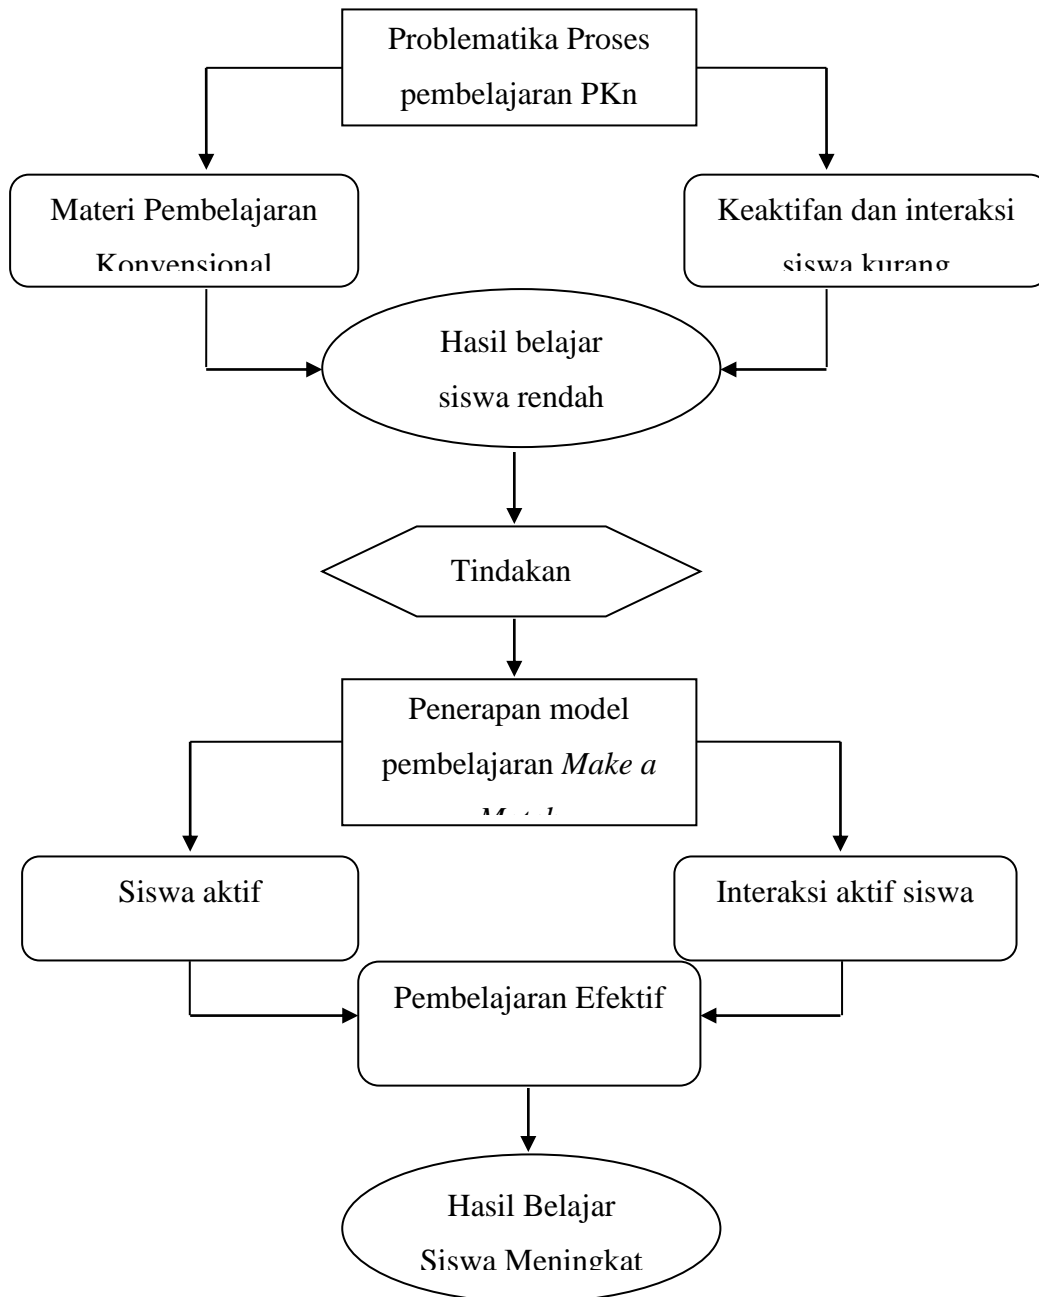 Problematika Proses
pembelajaran PKn
Materi Pembelajaran
Konvensional
Keaktifan dan interaksi
siswa kurang
Hasil belajar
siswa rendah
Tindakan
Penerapan model
pembelajaran Make a
Siswa aktif
Interaksi aktif siswa
Pembelajaran Efektif
Hasil Belajar
Siswa Meningkat